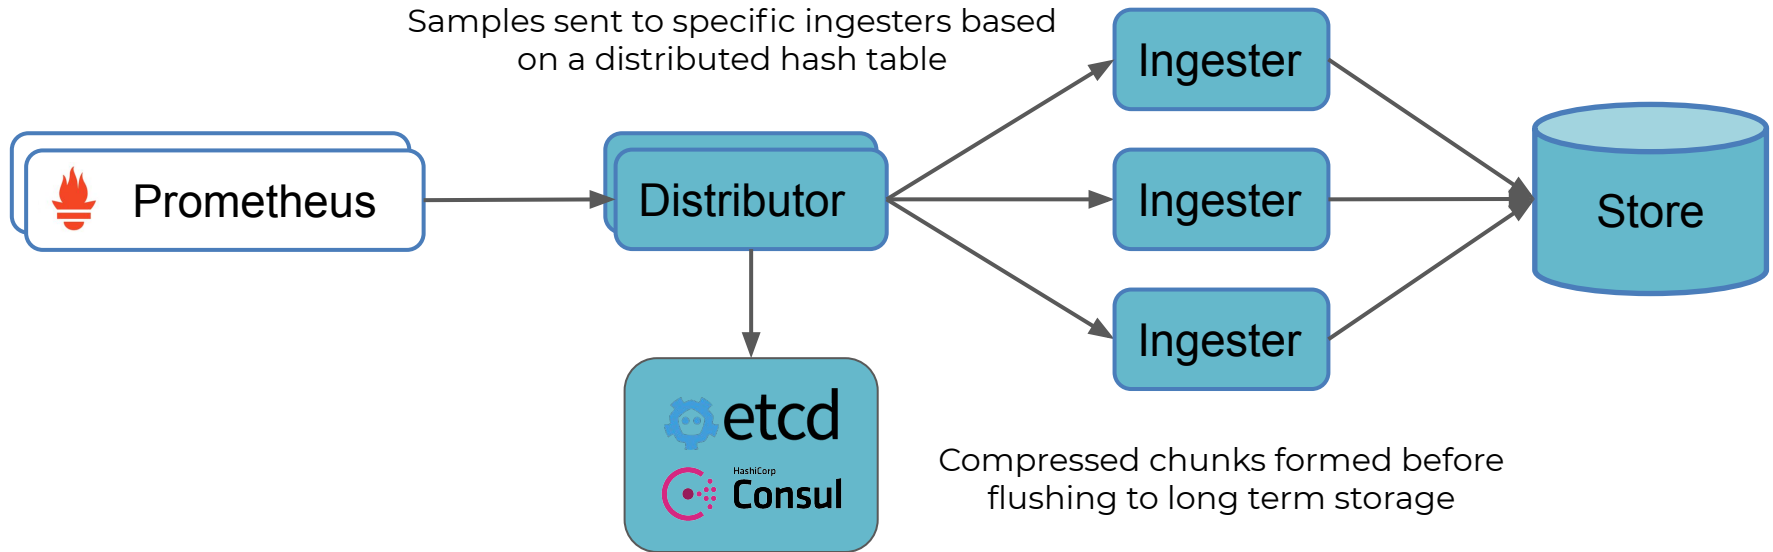 Samples sent to specific ingesters based
on a distributed hash table
Ingester
Prometheus
Distributor
Ingester
Store
Ingester
etcd
HashiCorp
Consul
Compressed chunks formed before
flushing to long term storage